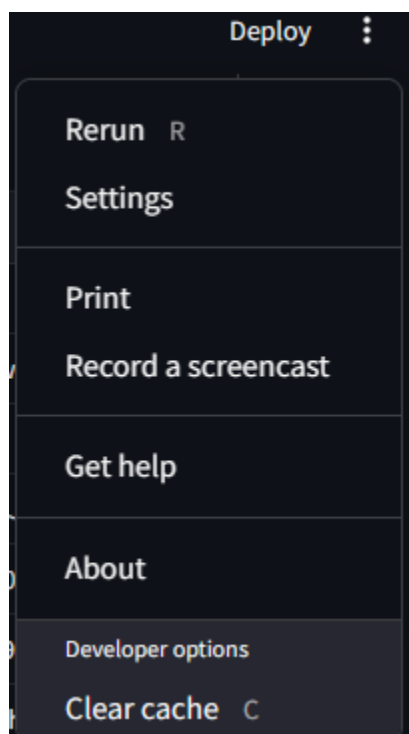 Deploy
Rerun R
Settings
Print
Record a screencast
Get help
About
Developer options
Clear cache C